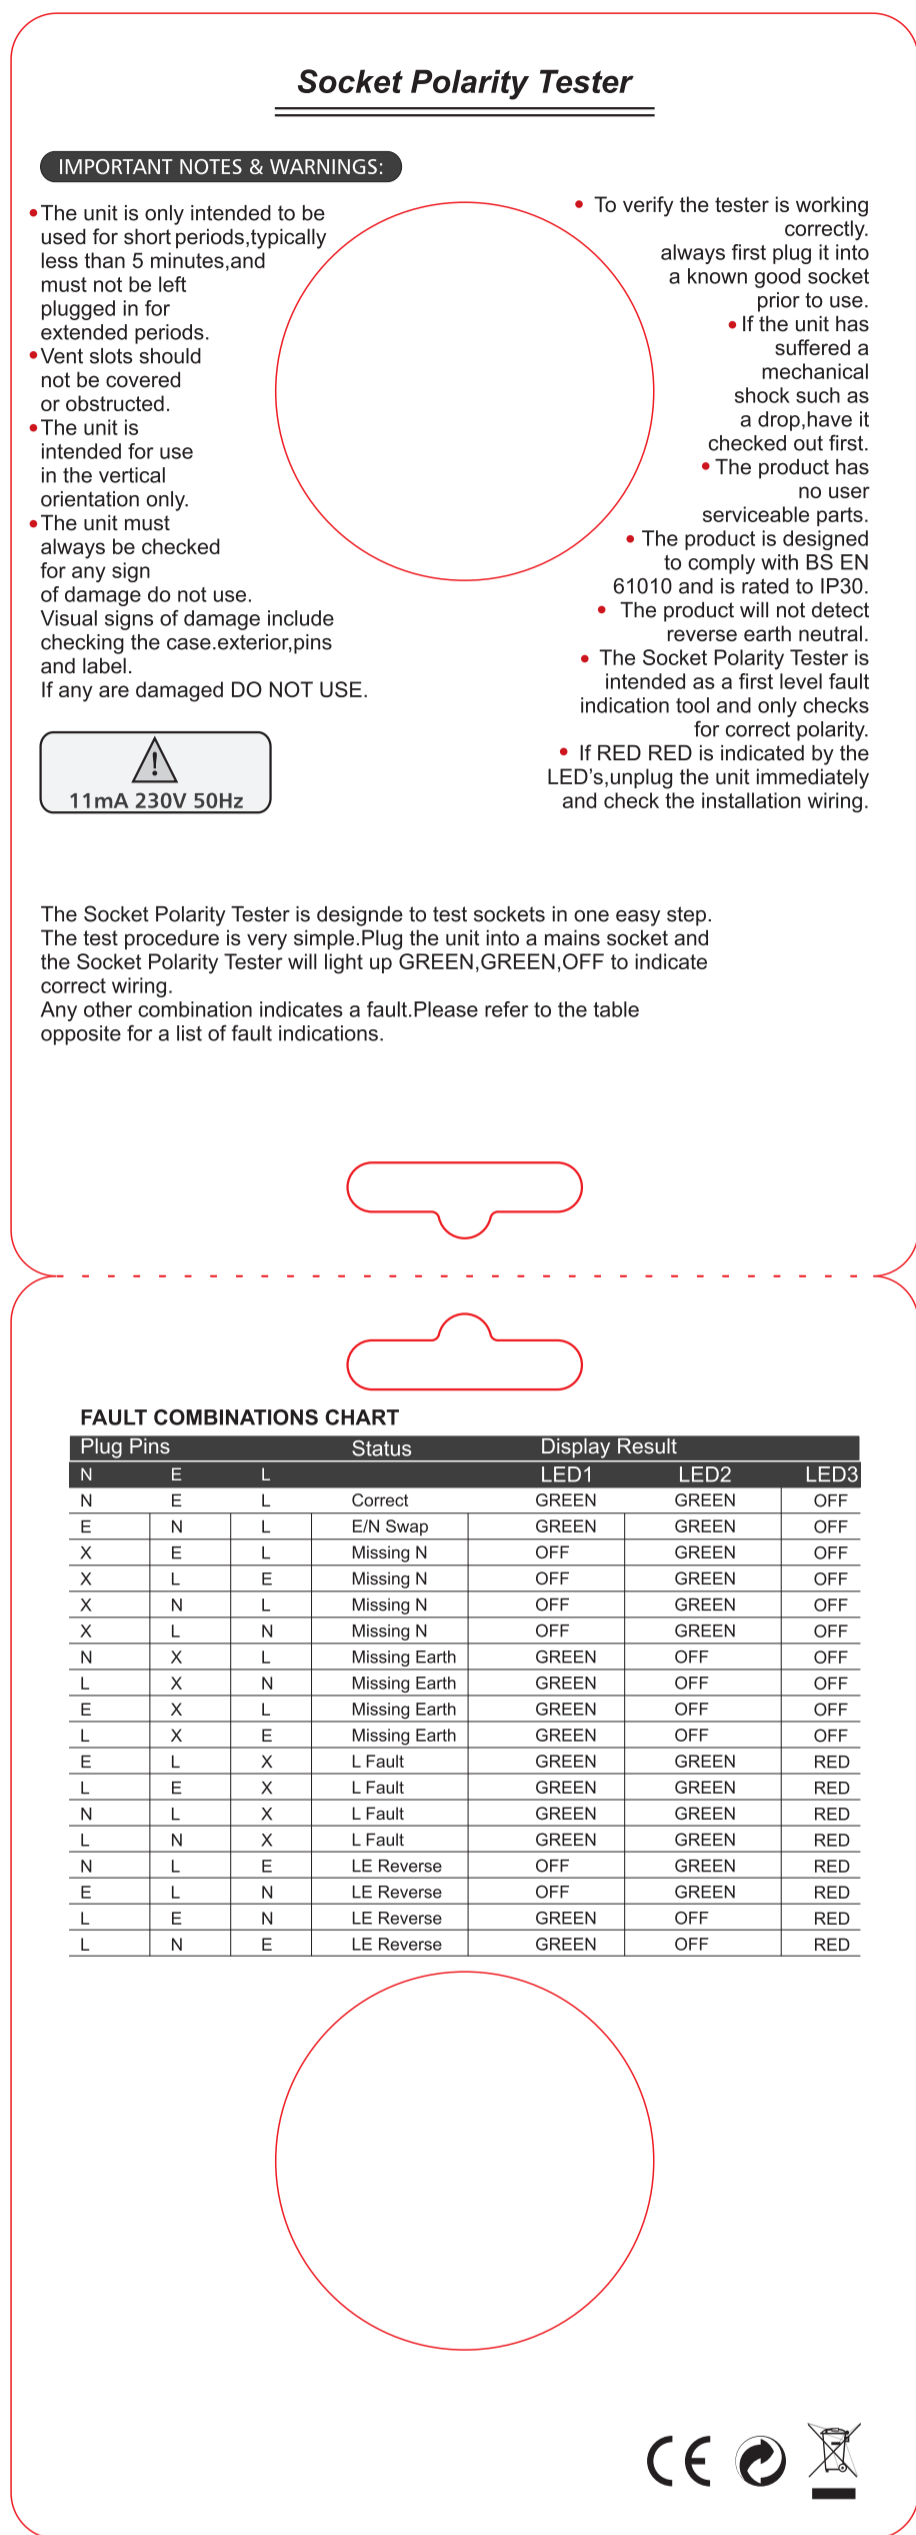 Socket Polarity Tester
IMPORTANT NOTES & WARNINGS:
•The unit is only intended to be
used for short periods,typically
less than 5 minutes,and
must not be left
plugged in for
extended periods.
•Vent slots should
not be covered
or obstructed.
•The unit is
intended for use
in the vertical
orientation only.
•The unit must
always be checked
for any sign
of damage do not use.
Visual signs of damage include
checking the case.exterior,pins
and label.
If any are damaged DO NOT USE.
• To verify the tester is working
correctly.
always first plug it into
a known good socket
prior to use.
• If the unit has
suffered a
mechanical
shock such as
a drop,have it
checked out first.
• The product has
no user
serviceable parts.
• The product is designed
to comply with BS EN
61010 and is rated to IP30.
• The product will not detect
reverse earth neutral.
• The Socket Polarity Tester is
intended as a first level fault
indication tool and only checks
for correct polarity.
• If RED RED is indicated by the
LED's,unplug the unit immediately
and check the installation wiring.
11mA 230V 50Hz
The Socket Polarity Tester is designde to test sockets in one easy step.
The test procedure is very simple.Plug the unit into a mains socket and
the Socket Polarity Tester will light up GREEN,GREEN,OFF to indicate
correct wiring.
Any other combination indicates a fault.Please refer to the table
opposite for a list of fault indications.
FAULT COMBINATIONS CHART
Plug Pins Status Display Result
N E L LED1 LED2 LED3
N E L Correct GREEN GREEN OFF
E N L E/N Swap GREEN GREEN OFF
X E L Missing N OFF GREEN OFF
X L E Missing N OFF GREEN OFF
X N L Missing N OFF GREEN OFF
X L N Missing N OFF GREEN OFF
N X L Missing Earth GREEN OFF OFF
L X N Missing Earth GREEN OFF OFF
E X L Missing Earth GREEN OFF OFF
L X E Missing Earth GREEN OFF OFF
E L X L Fault GREEN GREEN RED
L E X L Fault GREEN GREEN RED
N L X L Fault GREEN GREEN RED
L N X L Fault GREEN GREEN RED
N L E LE Reverse OFF GREEN RED
E L N LE Reverse OFF GREEN RED
L E N LE Reverse GREEN OFF RED
L N E LE Reverse GREEN OFF RED
CE